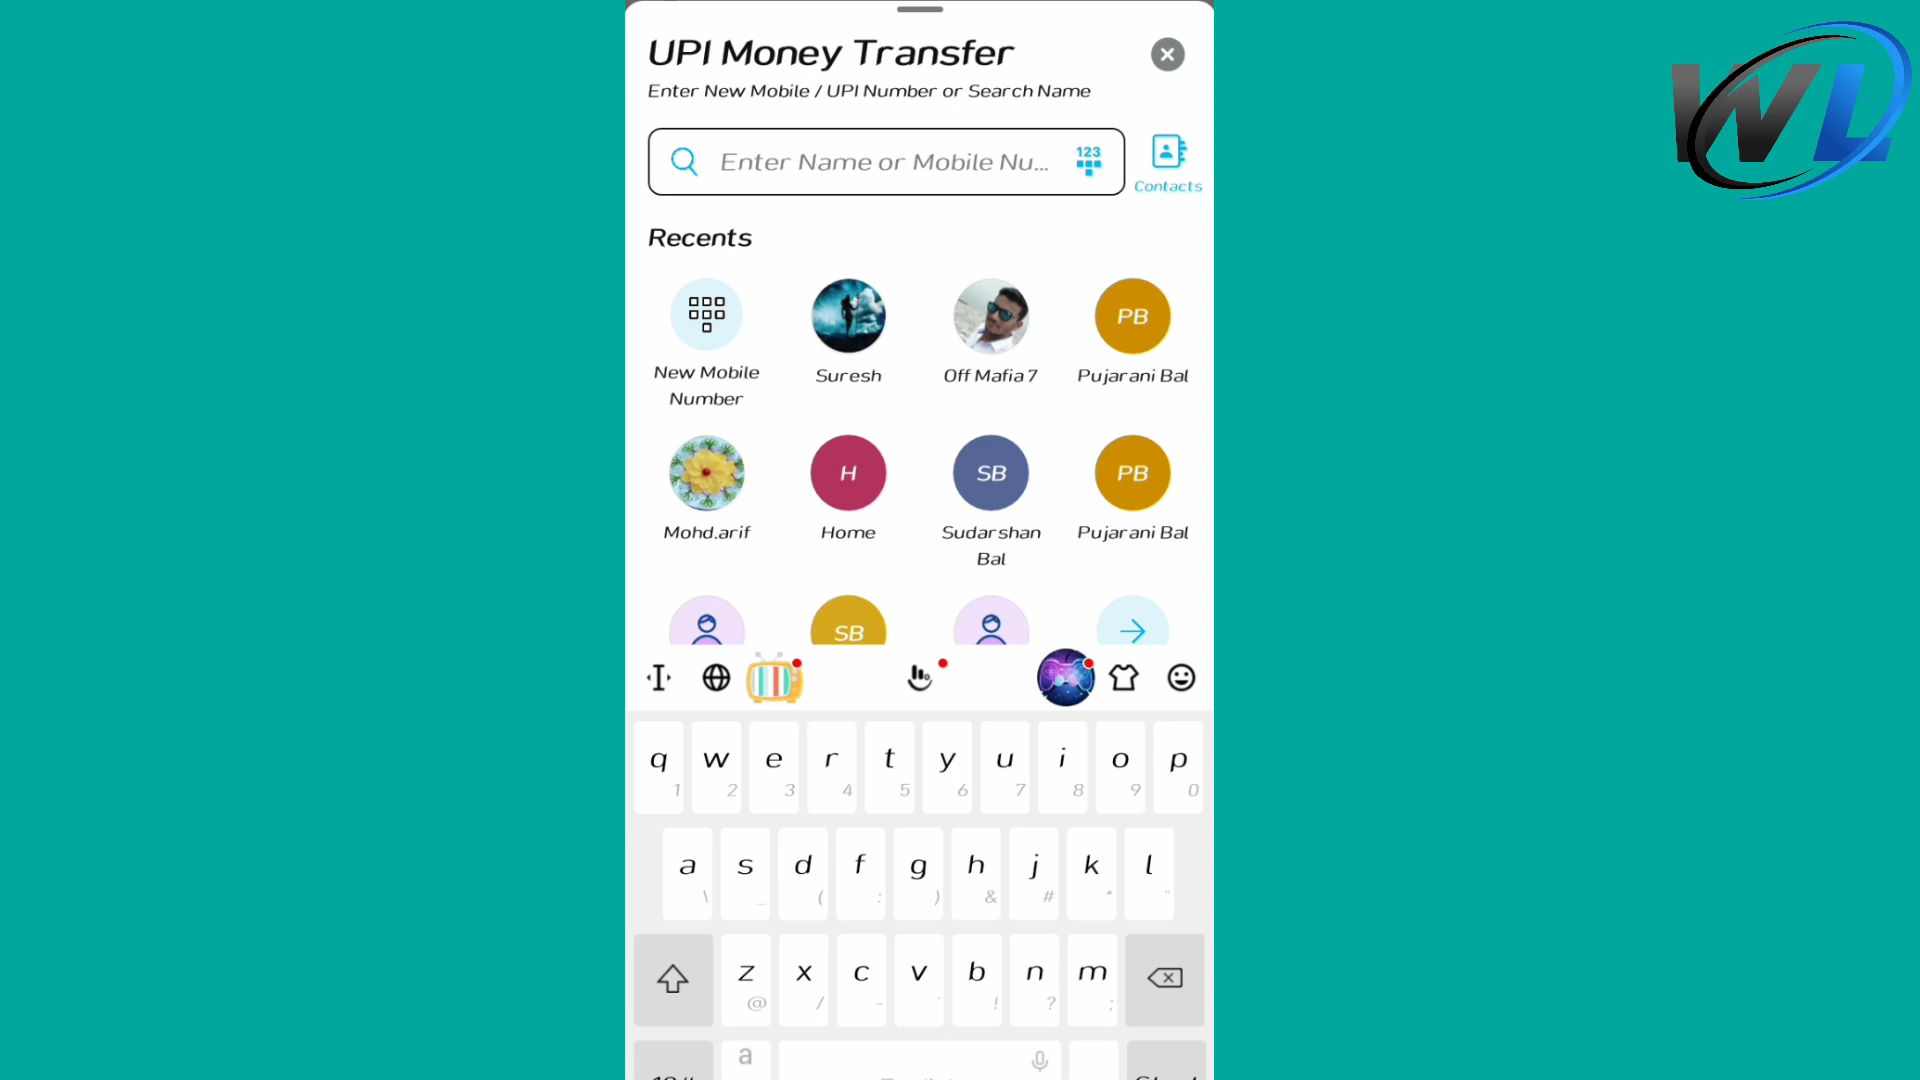 UPI Money Transfer
WL
Enter New Mobile / UPI Number or Search Name
Enter Name or Mobile Nu...
123
Contacts
Recents
PB
New Mobile Number
Suresh
Off Mafia 7
Pujarani Bal
H
SB
PB
Mohd.arif
Home
Sudarshan Bal
Pujarani Bal
SB
q w e r t y u i o p
1 2 3 4 5 6 7 8 9 0
a s d f g h j k l
\ _ ( : ) & # * "
z x c v b n m
@ / - ' ! ? ;
a